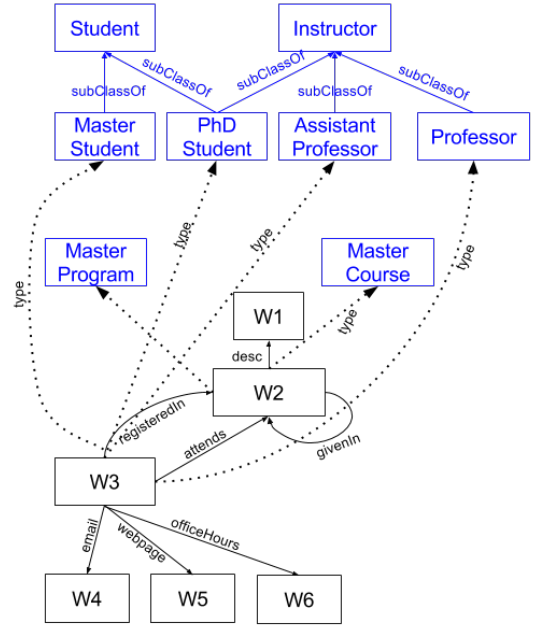 Student
Instructor
subClassOf
subClassOf
subClassOf
subClassOf
subClassOf
Master
Student
PhD
Student
Assistant
Professor
Professor
type
type
type
type
Master
Program
Master
Course
W1
type
desc
W2
registeredIn
attends
givenIn
W3
email
webpage
officeHours
W4
W5
W6